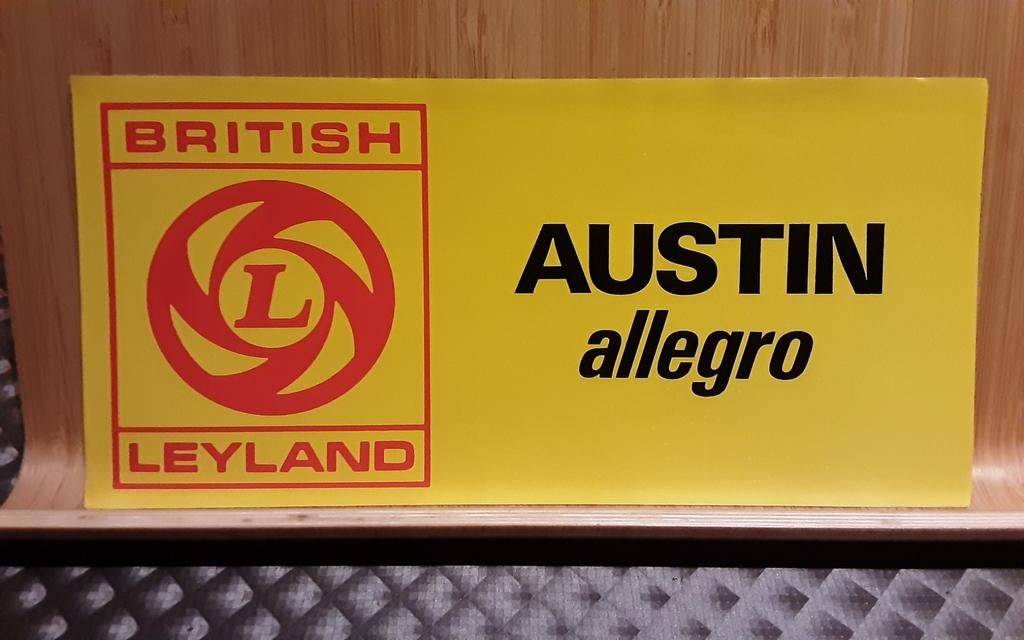 BRITISH
L
LEYLAND
AUSTIN
allegro